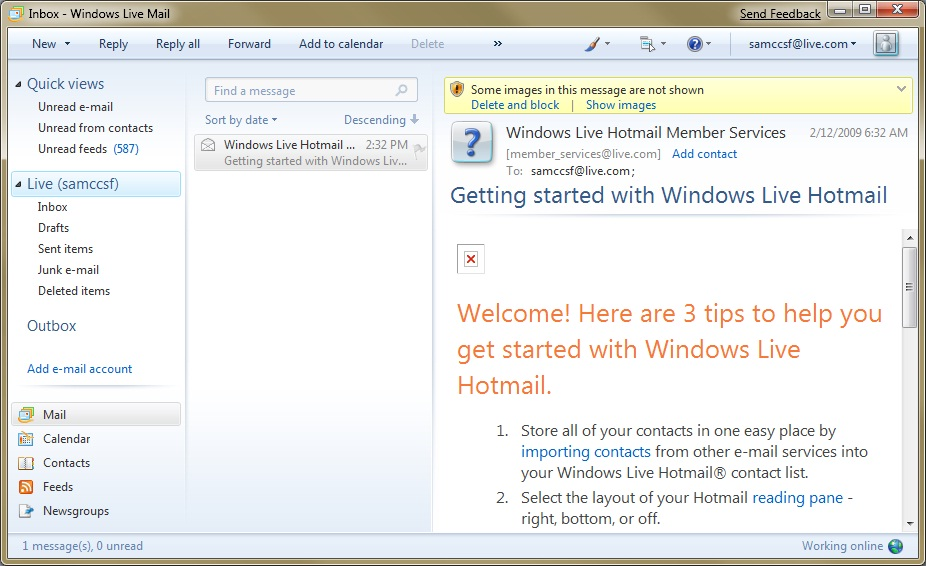 Inbox - Windows Live Mail
Send Feedback
New Reply Reply all Forward Add to calendar Delete »
samccsf@live.com
Quick views
Unread e-mail
Unread from contacts
Unread feeds (587)
Live (samccsf)
Inbox
Drafts
Sent items
Junk e-mail
Deleted items
Outbox
Add e-mail account
Mail
Calendar
Contacts
Feeds
Newsgroups
Find a message
Sort by date Descending
Windows Live Hotmail ... 2:32 PM
Getting started with Windows Liv...
Some images in this message are not shown
Delete and block | Show images
Windows Live Hotmail Member Services 2/12/2009 6:32 AM
[member_services@live.com] Add contact
To: samccsf@live.com;
Getting started with Windows Live Hotmail
Welcome! Here are 3 tips to help you
get started with Windows Live
Hotmail.
1. Store all of your contacts in one easy place by
importing contacts from other e-mail services into
your Windows Live Hotmail® contact list.
2. Select the layout of your Hotmail reading pane -
right, bottom, or off.
1 message(s), 0 unread
Working online